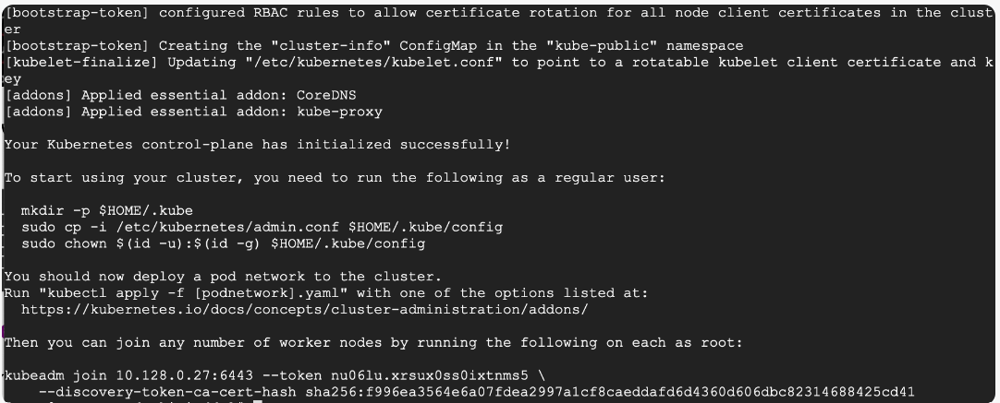 [bootstrap-token] configured RBAC rules to allow certificate rotation for all node client certificates in the clust
er
[bootstrap-token] Creating the "cluster-info" ConfigMap in the "kube-public" namespace
[kubelet-finalize] Updating "/etc/kubernetes/kubelet.conf" to point to a rotatable kubelet client certificate and k
ey
[addons] Applied essential addon: CoreDNS
[addons] Applied essential addon: kube-proxy
Your Kubernetes control-plane has initialized successfully!
To start using your cluster, you need to run the following as a regular user:
mkdir -p $HOME/.kube
sudo cp -i /etc/kubernetes/admin.conf $HOME/.kube/config
sudo chown $(id -u):$(id -g) $HOME/.kube/config
You should now deploy a pod network to the cluster.
Run "kubectl apply -f [podnetwork].yaml" with one of the options listed at:
https://kubernetes.io/docs/concepts/cluster-administration/addons/
Then you can join any number of worker nodes by running the following on each as root:
kubeadm join 10.128.0.27:6443 --token nu06lu.xrsux0ss0ixtnms5 \
--discovery-token-ca-cert-hash sha256:f996ea3564e6a07fdea2997a1cf8caeddafd6d4360d606dbc82314688425cd41